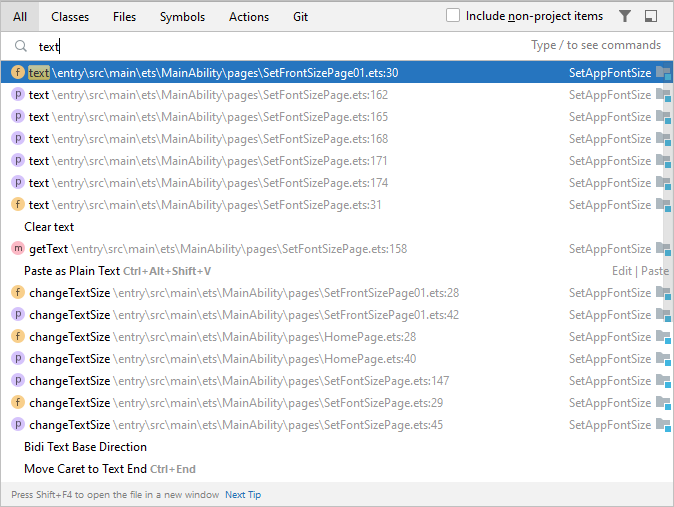 All Classes Files Symbols Actions Git Include non-project items
text Type / to see commands
f text \entry\src\main\ets\MainAbility\pages\SetFrontSizePage01.ets:30 SetAppFontSize
p text \entry\src\main\ets\MainAbility\pages\SetFontSizePage.ets:162 SetAppFontSize
p text \entry\src\main\ets\MainAbility\pages\SetFontSizePage.ets:165 SetAppFontSize
p text \entry\src\main\ets\MainAbility\pages\SetFontSizePage.ets:168 SetAppFontSize
p text \entry\src\main\ets\MainAbility\pages\SetFontSizePage.ets:171 SetAppFontSize
p text \entry\src\main\ets\MainAbility\pages\SetFontSizePage.ets:174 SetAppFontSize
f text \entry\src\main\ets\MainAbility\pages\SetFontSizePage.ets:31 SetAppFontSize
Clear text
m getText \entry\src\main\ets\MainAbility\pages\SetFontSizePage.ets:158 SetAppFontSize
Paste as Plain Text Ctrl+Alt+Shift+V Edit | Paste
f changeTextSize \entry\src\main\ets\MainAbility\pages\SetFrontSizePage01.ets:28 SetAppFontSize
p changeTextSize \entry\src\main\ets\MainAbility\pages\SetFrontSizePage01.ets:42 SetAppFontSize
f changeTextSize \entry\src\main\ets\MainAbility\pages\HomePage.ets:28 SetAppFontSize
p changeTextSize \entry\src\main\ets\MainAbility\pages\HomePage.ets:40 SetAppFontSize
p changeTextSize \entry\src\main\ets\MainAbility\pages\SetFontSizePage.ets:147 SetAppFontSize
f changeTextSize \entry\src\main\ets\MainAbility\pages\SetFontSizePage.ets:29 SetAppFontSize
p changeTextSize \entry\src\main\ets\MainAbility\pages\SetFontSizePage.ets:45 SetAppFontSize
Bidi Text Base Direction
Move Caret to Text End Ctrl+End
Press Shift+F4 to open the file in a new window Next Tip